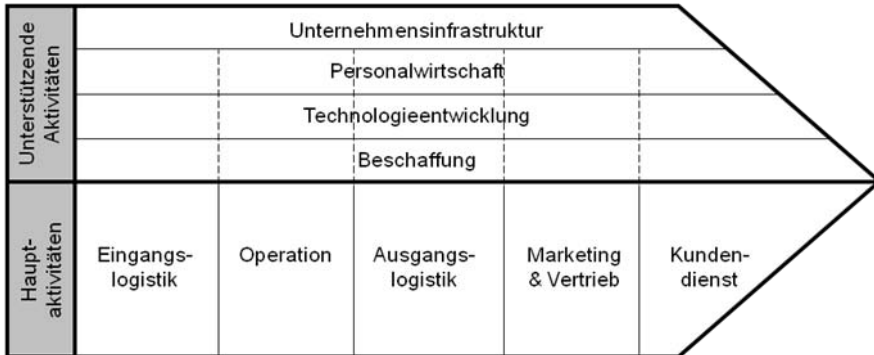 Unterstützende
Aktivitäten
Unternehmensinfrastruktur
Personalwirtschaft
Technologieentwicklung
Beschaffung
Haupt-
aktivitäten
Eingangs-
logistik
Operation
Ausgangs-
logistik
Marketing
& Vertrieb
Kunden-
dienst